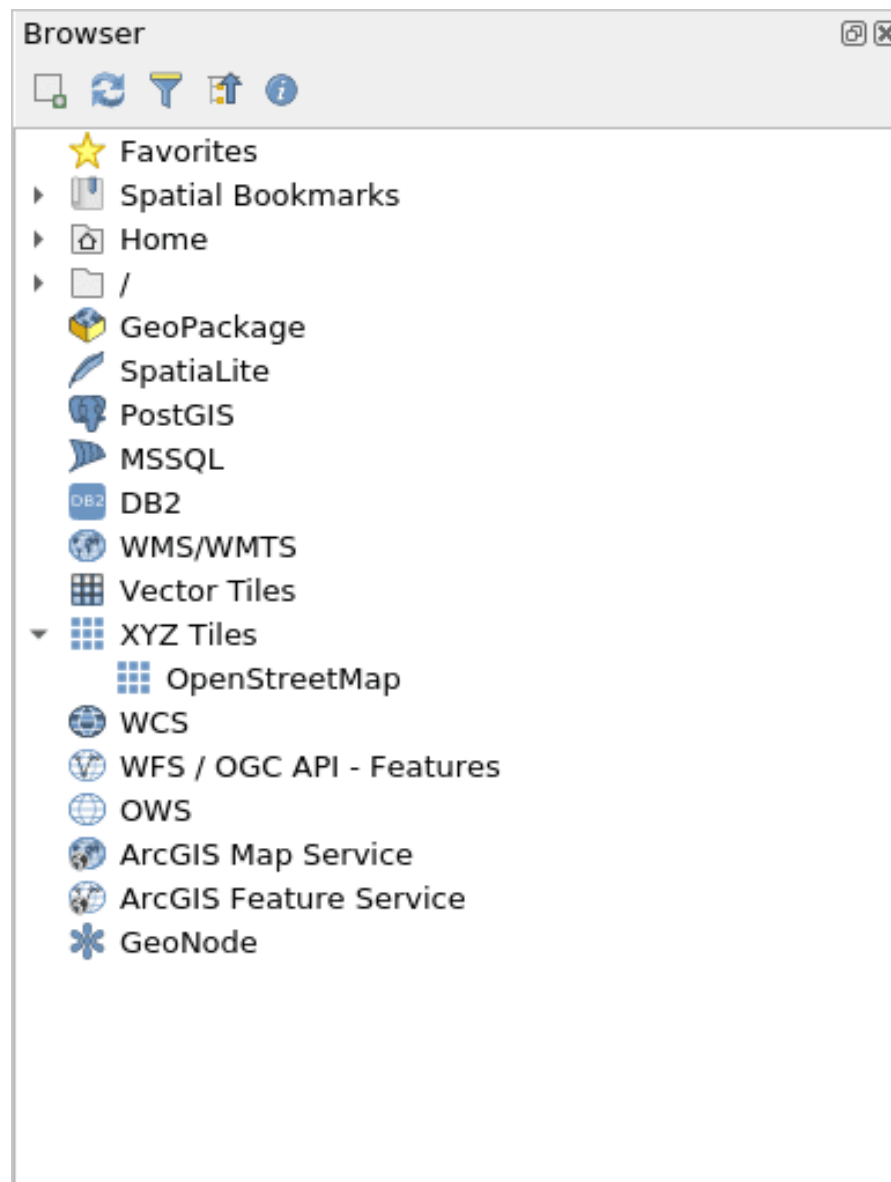 Browser
Favorites
Spatial Bookmarks
Home
/
GeoPackage
SpatiaLite
PostGIS
MSSQL
DB2 DB2
WMS/WMTS
Vector Tiles
XYZ Tiles
OpenStreetMap
WCS
WFS / OGC API - Features
OWS
ArcGIS Map Service
ArcGIS Feature Service
GeoNode